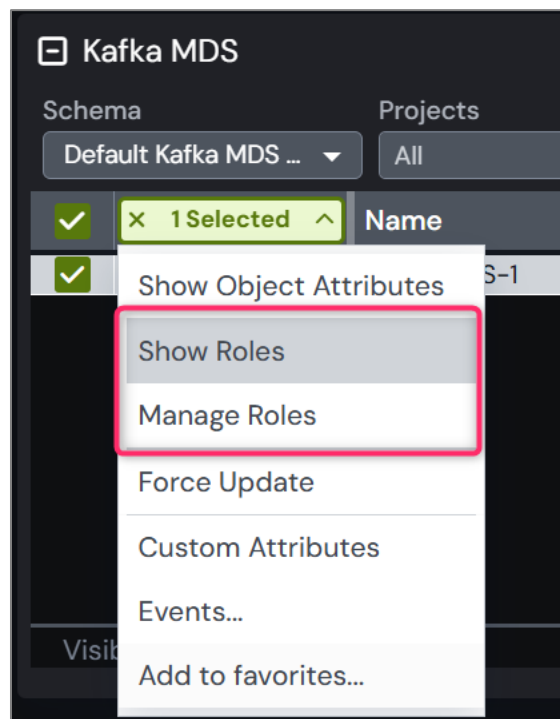 Kafka MDS
Schema Projects
Default Kafka MDS ... All
1 Selected Name
Show Object Attributes S-1
Show Roles
Manage Roles
Force Update
Custom Attributes
Events...
Add to favorites...